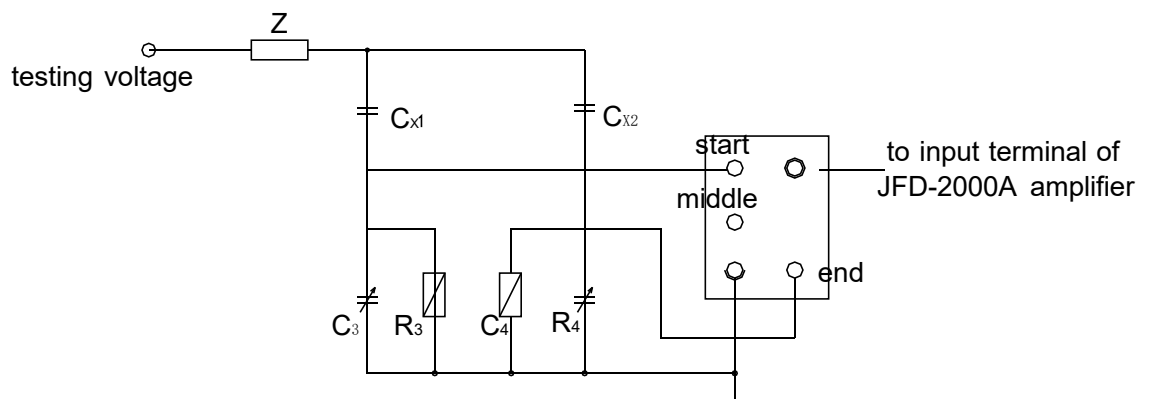 Z
testing voltage
Cx1
CX2
start
to input terminal of
JFD-2000A amplifier
middle
end
C3
R3
C4
R4